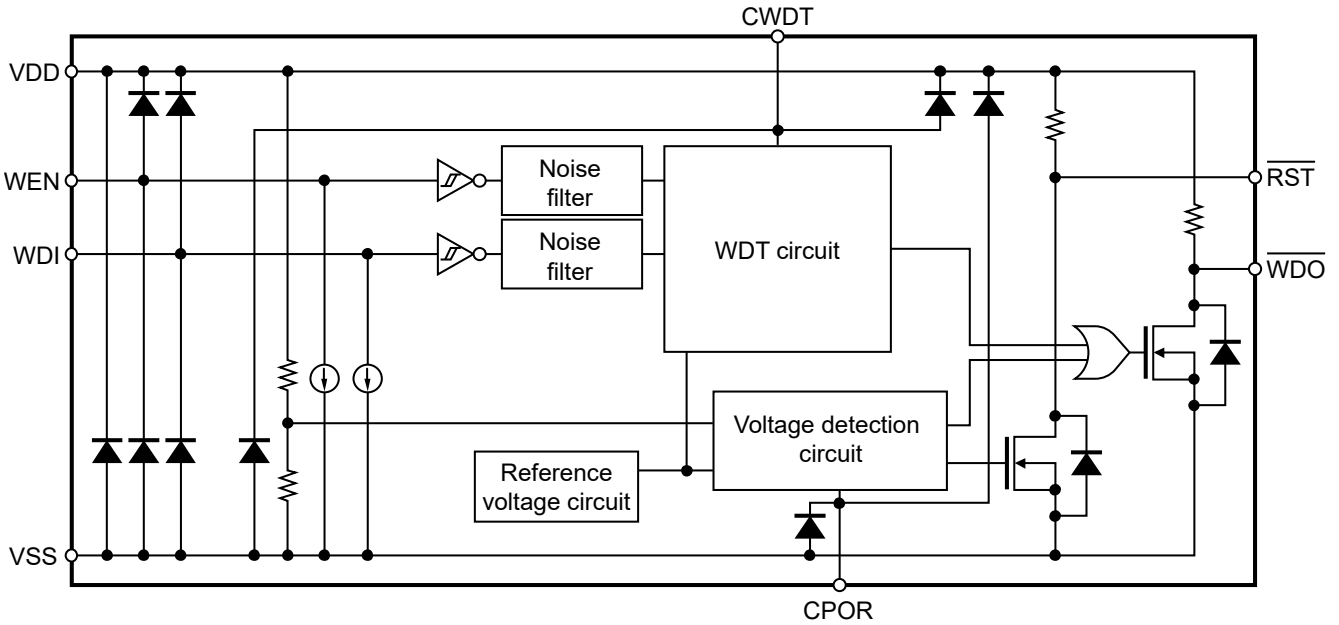 CWDT
VDD
WEN
Noise
filter
RST
WDI
Noise
filter
WDT circuit
WDO
Voltage detection
circuit
Reference
voltage circuit
VSS
CPOR